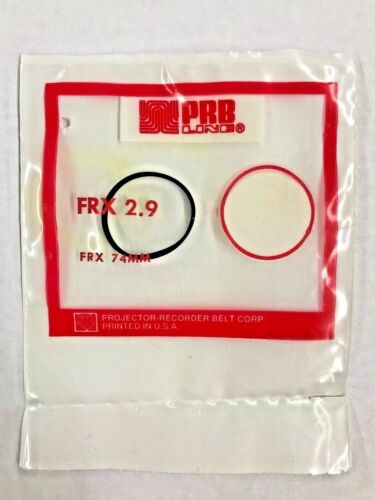 PRB
LINE®
FRX 2.9
FRX 74MM
PROJECTOR-RECORDER BELT CORP.
PRINTED IN U.S.A.